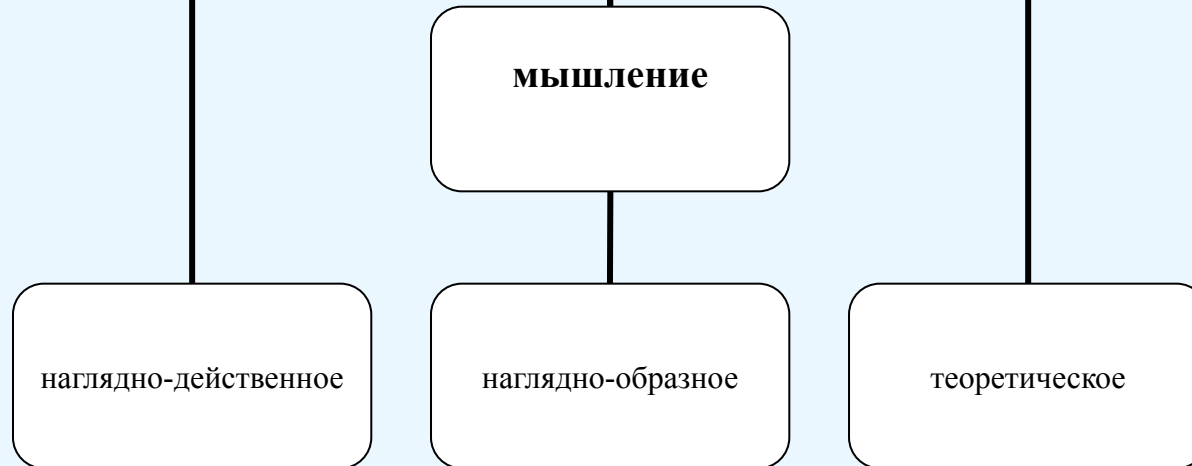 мышление
наглядно-действенное
наглядно-образное
теоретическое